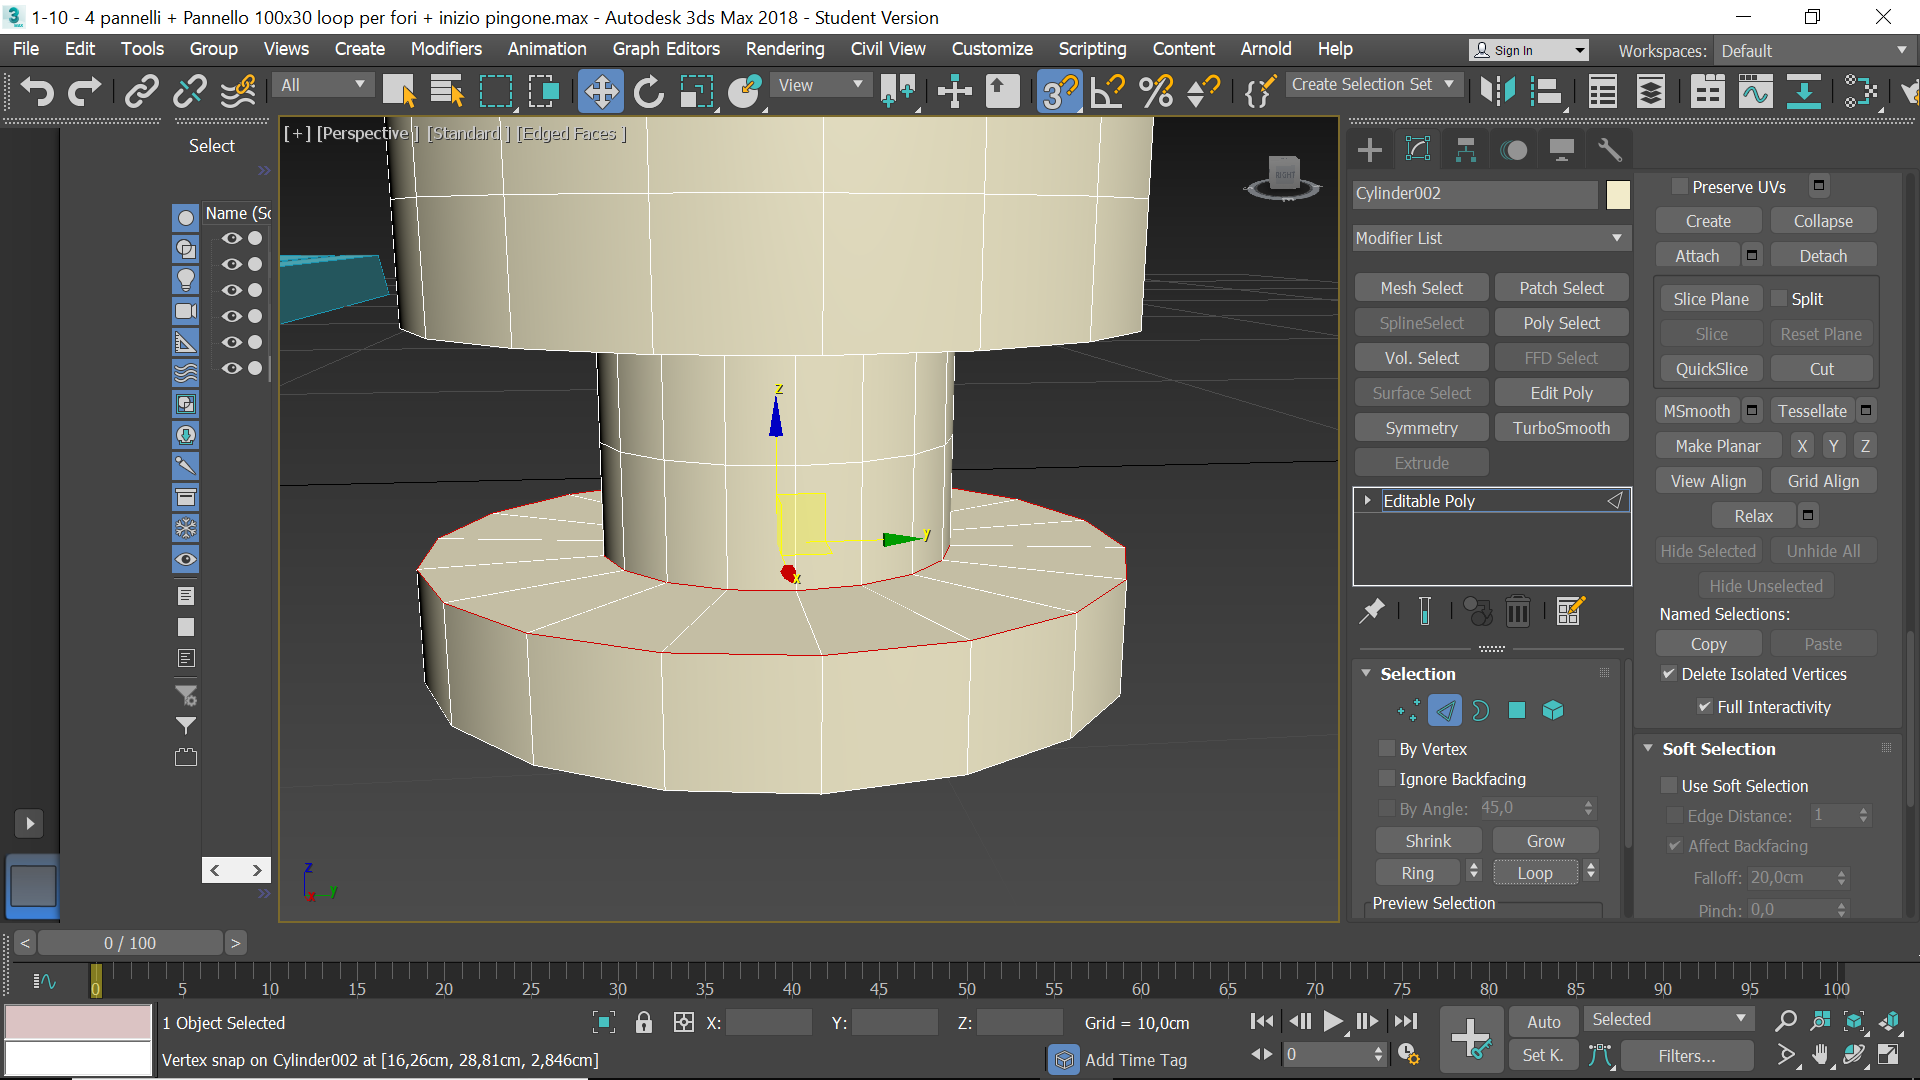 1-10 - 4 pannelli + Pannello 100x30 loop per fori + inizio pingone.max - Autodesk 3ds Max 2018 - Student Version
File Edit Tools Group Views Create Modifiers Animation Graph Editors Rendering Civil View Customize Scripting Content Arnold Help
Sign In
Workspaces: Default
All
View
3
Create Selection Set
Select
Name (Sc
[+] [Perspective] [Standard] [Edged Faces]
RIGHT
z
y
x
z
y
x
Cylinder002
Modifier List
Mesh Select Patch Select
SplineSelect Poly Select
Vol. Select FFD Select
Surface Select Edit Poly
Symmetry TurboSmooth
Extrude
Editable Poly
Selection
By Vertex
Ignore Backfacing
By Angle: 45,0
Shrink Grow
Ring Loop
Preview Selection
Preserve UVs
Create Collapse
Attach Detach
Slice Plane Split
Slice Reset Plane
QuickSlice Cut
MSmooth Tessellate
Make Planar X Y Z
View Align Grid Align
Relax
Hide Selected Unhide All
Hide Unselected
Named Selections:
Copy Paste
Delete Isolated Vertices
Full Interactivity
Soft Selection
Use Soft Selection
Edge Distance: 1
Affect Backfacing
Falloff: 20,0cm
Pinch: 0,0
0 / 100
0 5 10 15 20 25 30 35 40 45 50 55 60 65 70 75 80 85 90 95 100
1 Object Selected
X: Y: Z: Grid = 10,0cm
Auto Selected
Vertex snap on Cylinder002 at [16,26cm, 28,81cm, 2,846cm]
Add Time Tag
0
Set K. Filters...